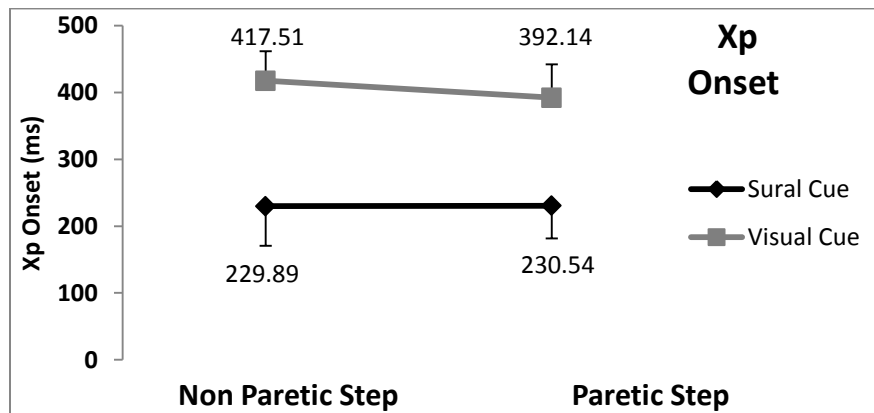 Xp
Onset
Xp Onset (ms)
500
400
300
200
100
0
417.51
392.14
229.89
230.54
Non Paretic Step
Paretic Step
Sural Cue
Visual Cue